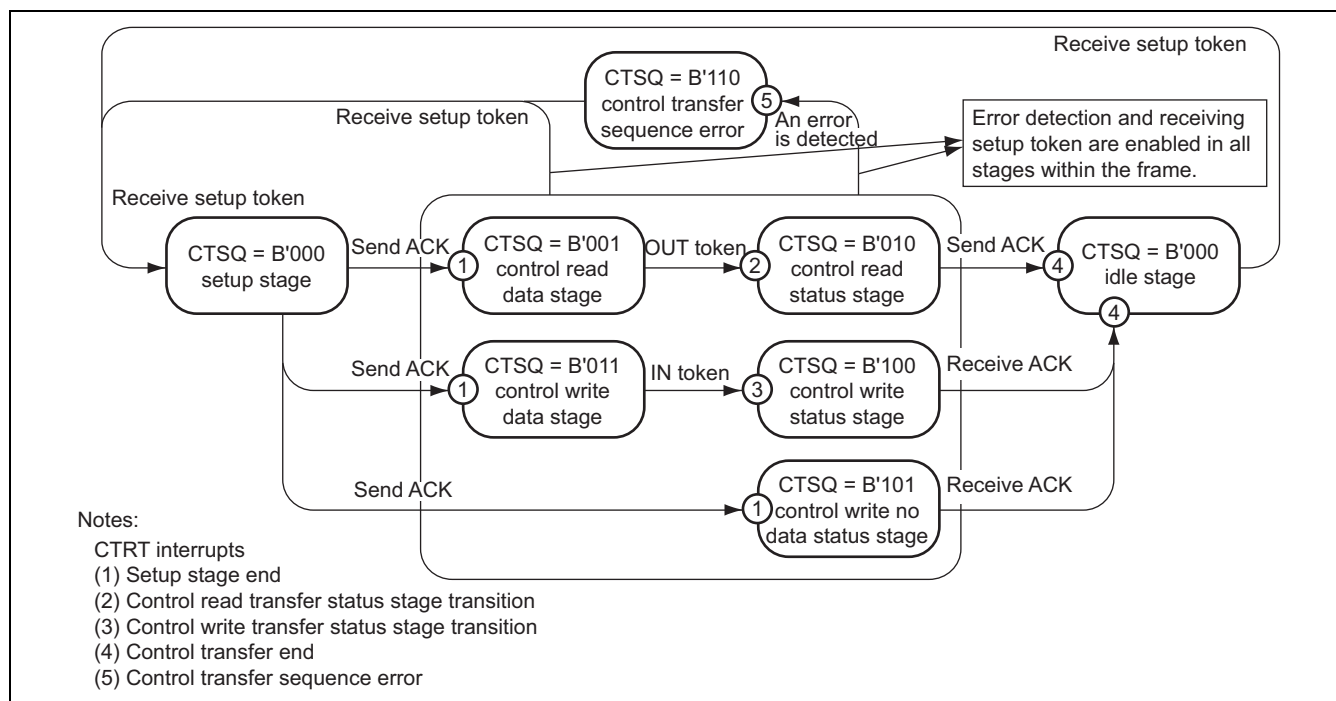 Receive setup token
CTSQ = B'110
control transfer
sequence error
5
An error
is detected
Receive setup token
Error detection and receiving
setup token are enabled in all
stages within the frame.
Receive setup token
CTSQ = B'000
setup stage
Send ACK
1
CTSQ = B'001
control read
data stage
OUT token
2
CTSQ = B'010
control read
status stage
Send ACK
4
CTSQ = B'000
idle stage
4
Send ACK
1
CTSQ = B'011
control write
data stage
IN token
3
CTSQ = B'100
control write
status stage
Receive ACK
Send ACK
1
CTSQ = B'101
control write no
data status stage
Receive ACK
Notes:
CTRT interrupts
(1) Setup stage end
(2) Control read transfer status stage transition
(3) Control write transfer status stage transition
(4) Control transfer end
(5) Control transfer sequence error